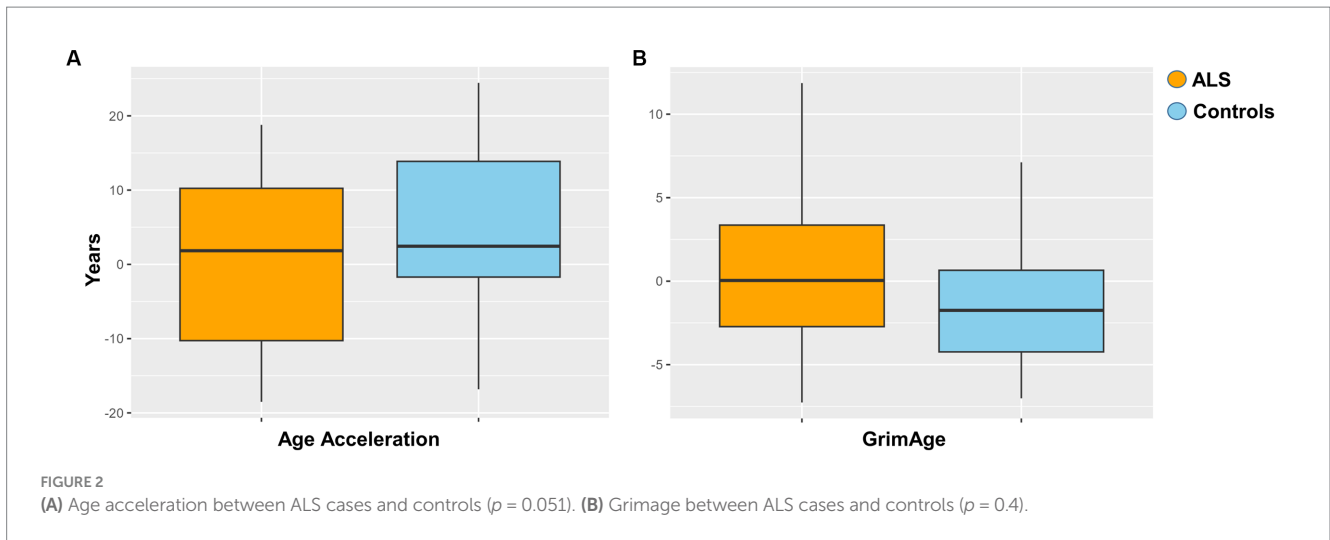 A
B
ALS
Controls
Years
20
10
0
-10
-20
10
5
0
-5
Age Acceleration
GrimAge
FIGURE 2
(A) Age acceleration between ALS cases and controls (p = 0.051). (B) Grimage between ALS cases and controls (p = 0.4).